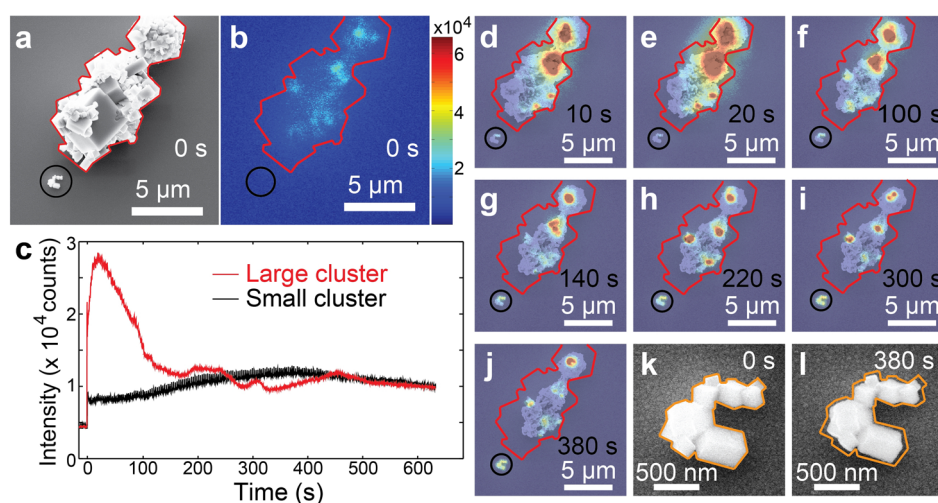 a
0 s
5 µm
b
0 s
5 µm
x10⁴
6
4
2
d
10 s
5 µm
e
20 s
5 µm
f
100 s
5 µm
g
140 s
5 µm
h
220 s
5 µm
i
300 s
5 µm
c
Large cluster
Small cluster
Intensity (x 10⁴ counts)
3
2
1
0
0
100
200
300
400
500
600
Time (s)
j
380 s
5 µm
k
0 s
500 nm
l
380 s
500 nm